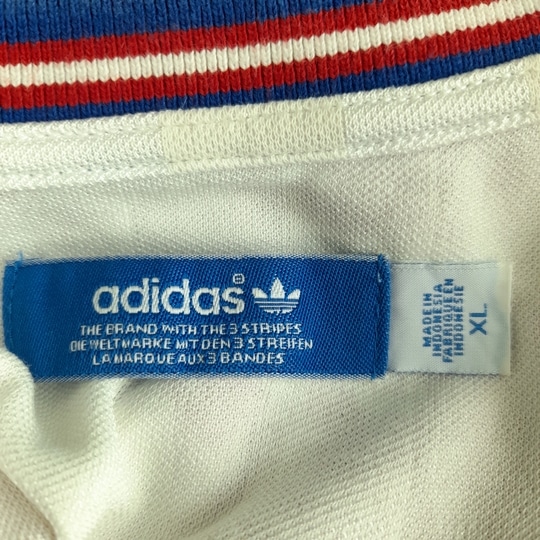 adidas®
THE BRAND WITH THE 3 STRIPES
DIE WELTMARKE MIT DEN 3 STREIFEN
LA MARQUE AUX 3 BANDES
MADE IN
INDONESIA
FABRIQUE EN
INDONESIE
XL